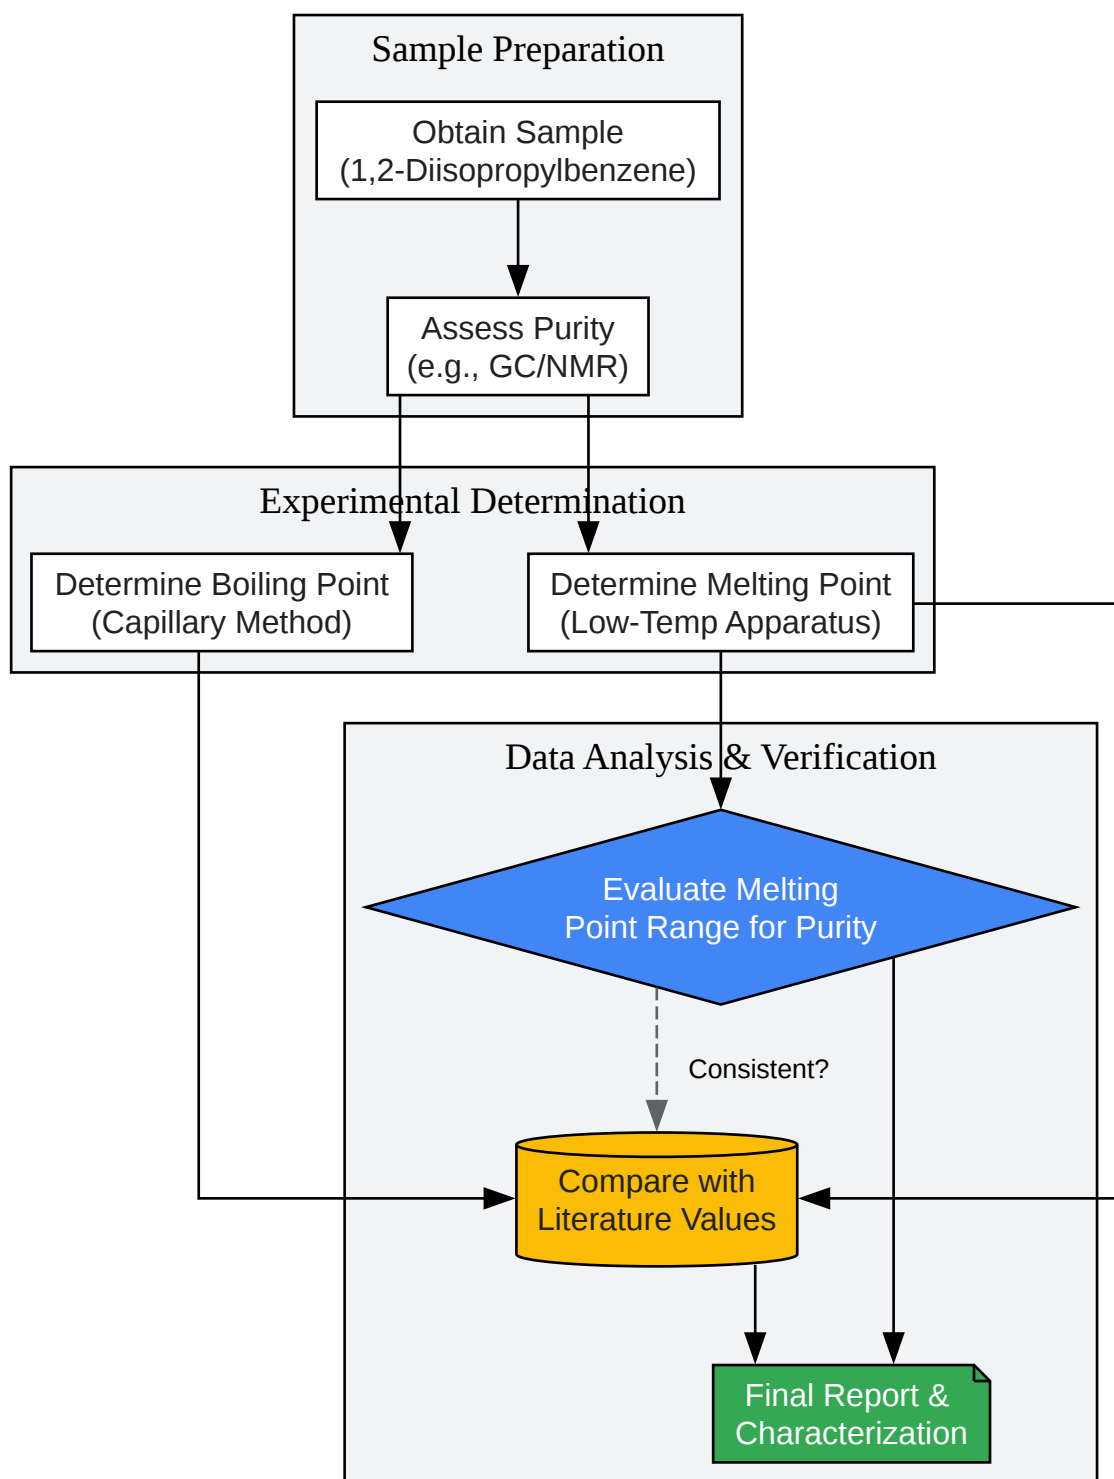 Sample Preparation
Obtain Sample
(1,2-Diisopropylbenzene)
Assess Purity
(e.g., GC/NMR)
Experimental Determination
Determine Boiling Point
(Capillary Method)
Determine Melting Point
(Low-Temp Apparatus)
Data Analysis & Verification
Evaluate Melting
Point Range for Purity
Consistent?
Compare with
Literature Values
Final Report &
Characterization